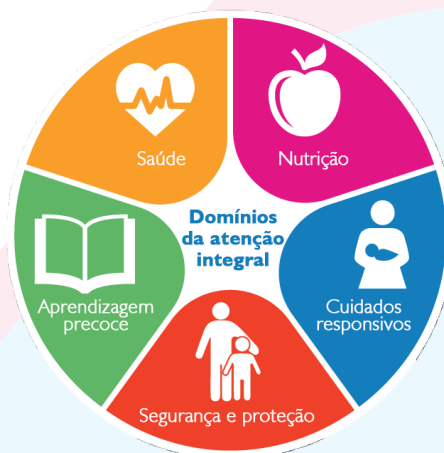 Saúde
Nutrição
Domínios
da atenção
integral
Aprendizagem
precoce
Cuidados
responsivos
Segurança e proteção